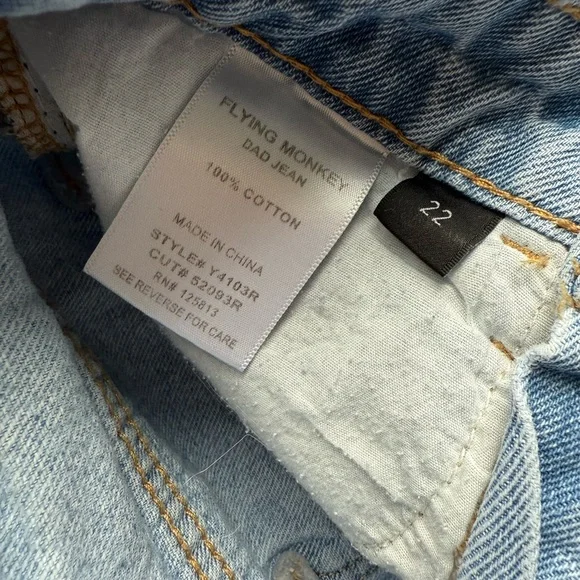 FLYING MONKEY
DAD JEAN
100% COTTON
MADE IN CHINA
STYLE# Y4103R
CUT# 52093R
RN# 125813
SEE REVERSE FOR CARE
22